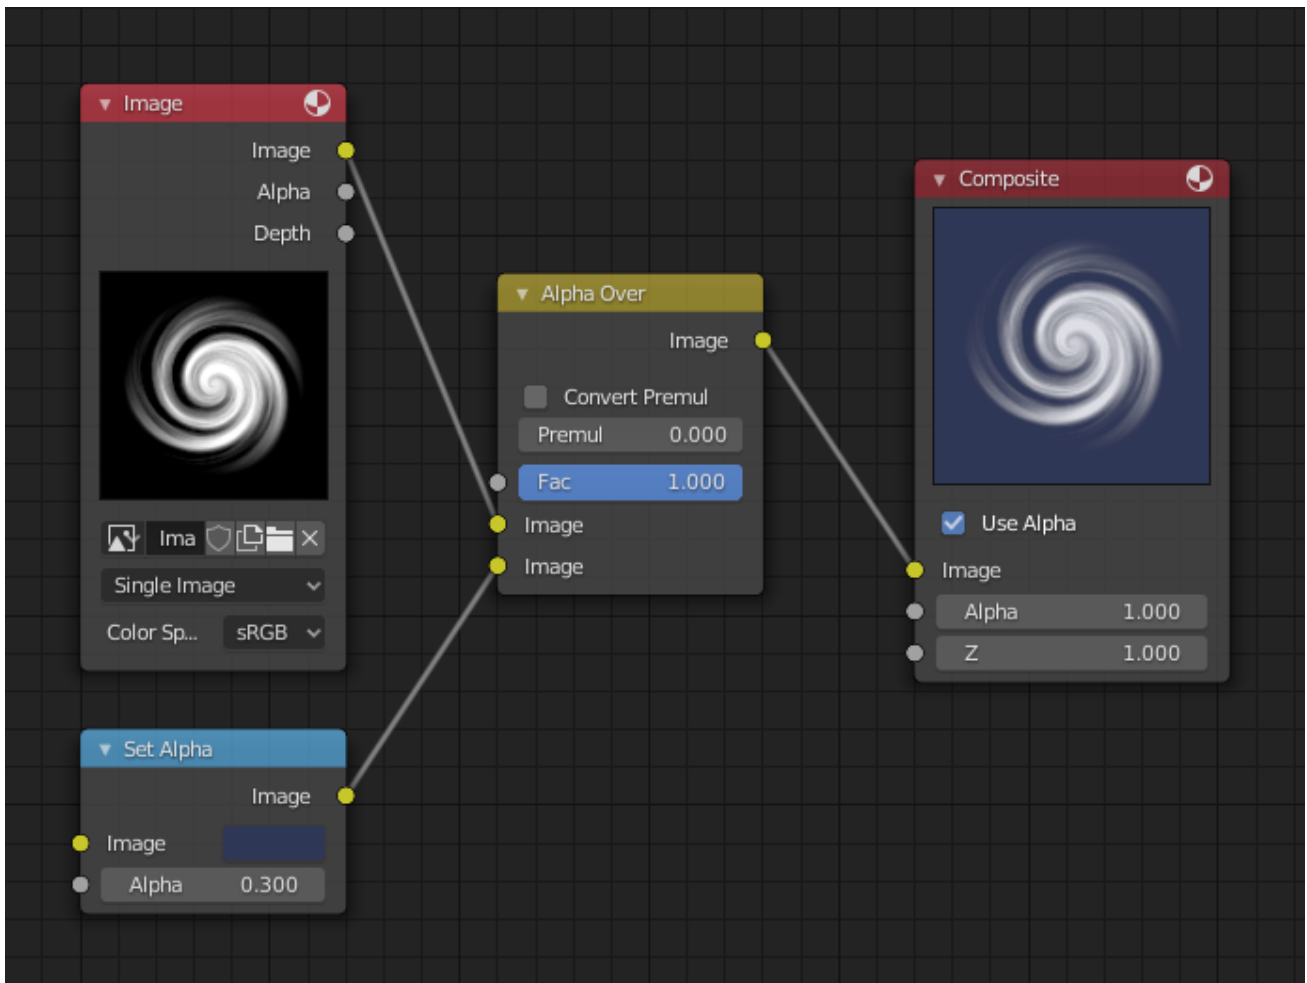 Image
Image
Alpha
Depth
Ima
Single Image
Color Sp... sRGB
Set Alpha
Image
Image
Alpha 0.300
Alpha Over
Image
Convert Premul
Premul 0.000
Fac 1.000
Image
Image
Composite
Use Alpha
Image
Alpha 1.000
Z 1.000